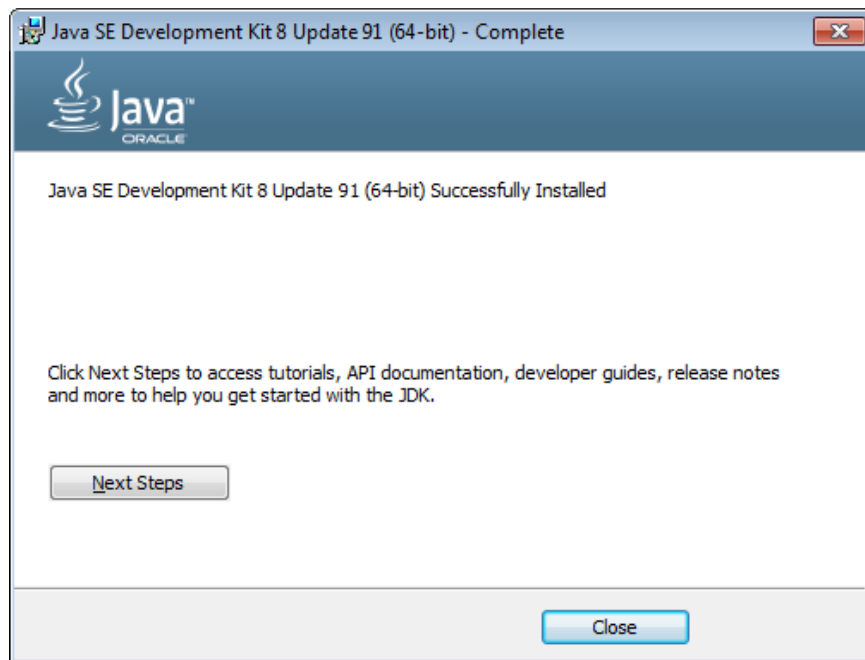 Java SE Development Kit 8 Update 91 (64-bit) - Complete
Java™
ORACLE
Java SE Development Kit 8 Update 91 (64-bit) Successfully Installed
Click Next Steps to access tutorials, API documentation, developer guides, release notes
and more to help you get started with the JDK.
Next Steps
Close